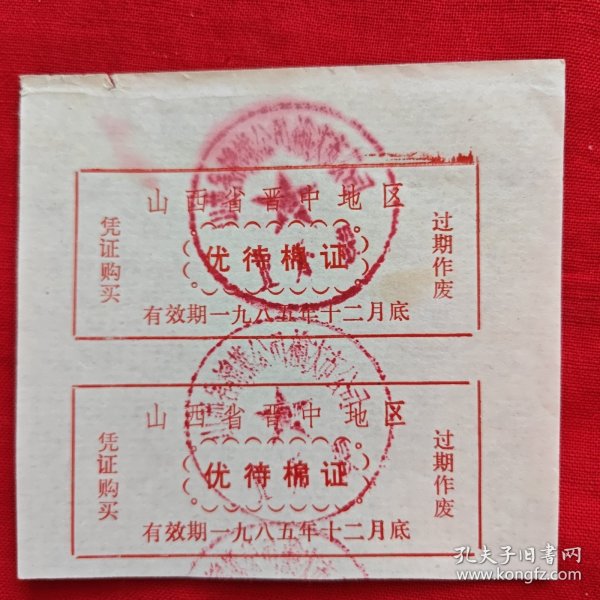 山西省晋中地区
凭证购买
优待棉证
过期作废
有效期一九八五年十二月底
山西省晋中地区
凭证购买
优待棉证
过期作废
有效期一九八五年十二月底
孔夫子旧书网
www.kongfz.com